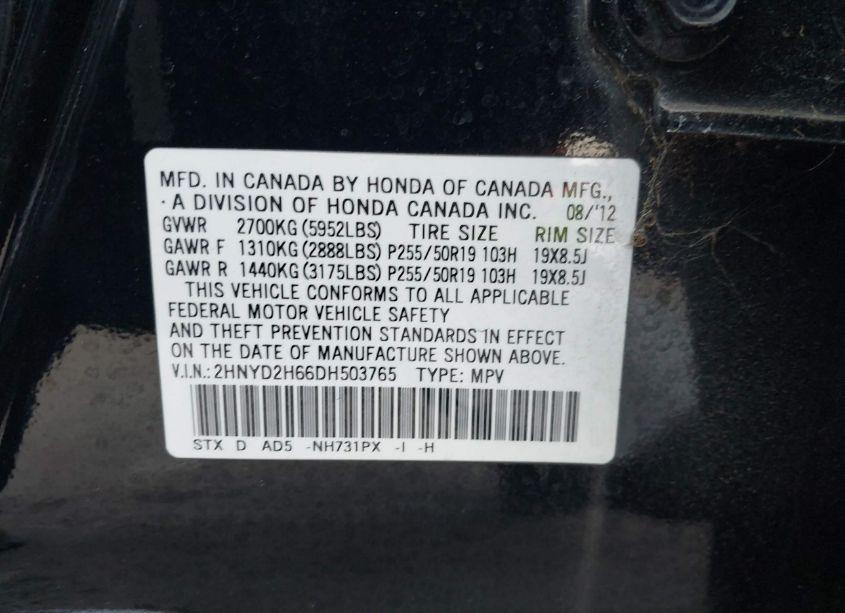 MFD. IN CANADA BY HONDA OF CANADA MFG.,
· A DIVISION OF HONDA CANADA INC. 08/'12
GVWR 2700KG (5952LBS) TIRE SIZE RIM SIZE
GAWR F 1310KG (2888LBS) P255/50R19 103H 19X8.5J
GAWR R 1440KG (3175LBS) P255/50R19 103H 19X8.5J
THIS VEHICLE CONFORMS TO ALL APPLICABLE
FEDERAL MOTOR VEHICLE SAFETY
AND THEFT PREVENTION STANDARDS IN EFFECT
ON THE DATE OF MANUFACTURE SHOWN ABOVE.
V.I.N.: 2HNYD2H66DH503765 TYPE: MPV
STX D AD5 -NH731PX -I -H